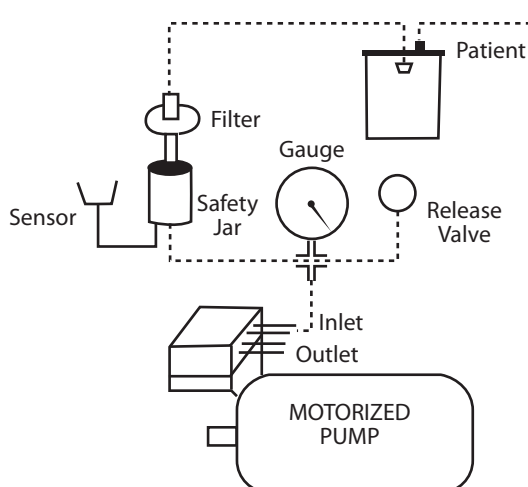 Patient
Filter
Gauge
Sensor
Safety
Jar
Release
Valve
Inlet
Outlet
MOTORIZED
PUMP